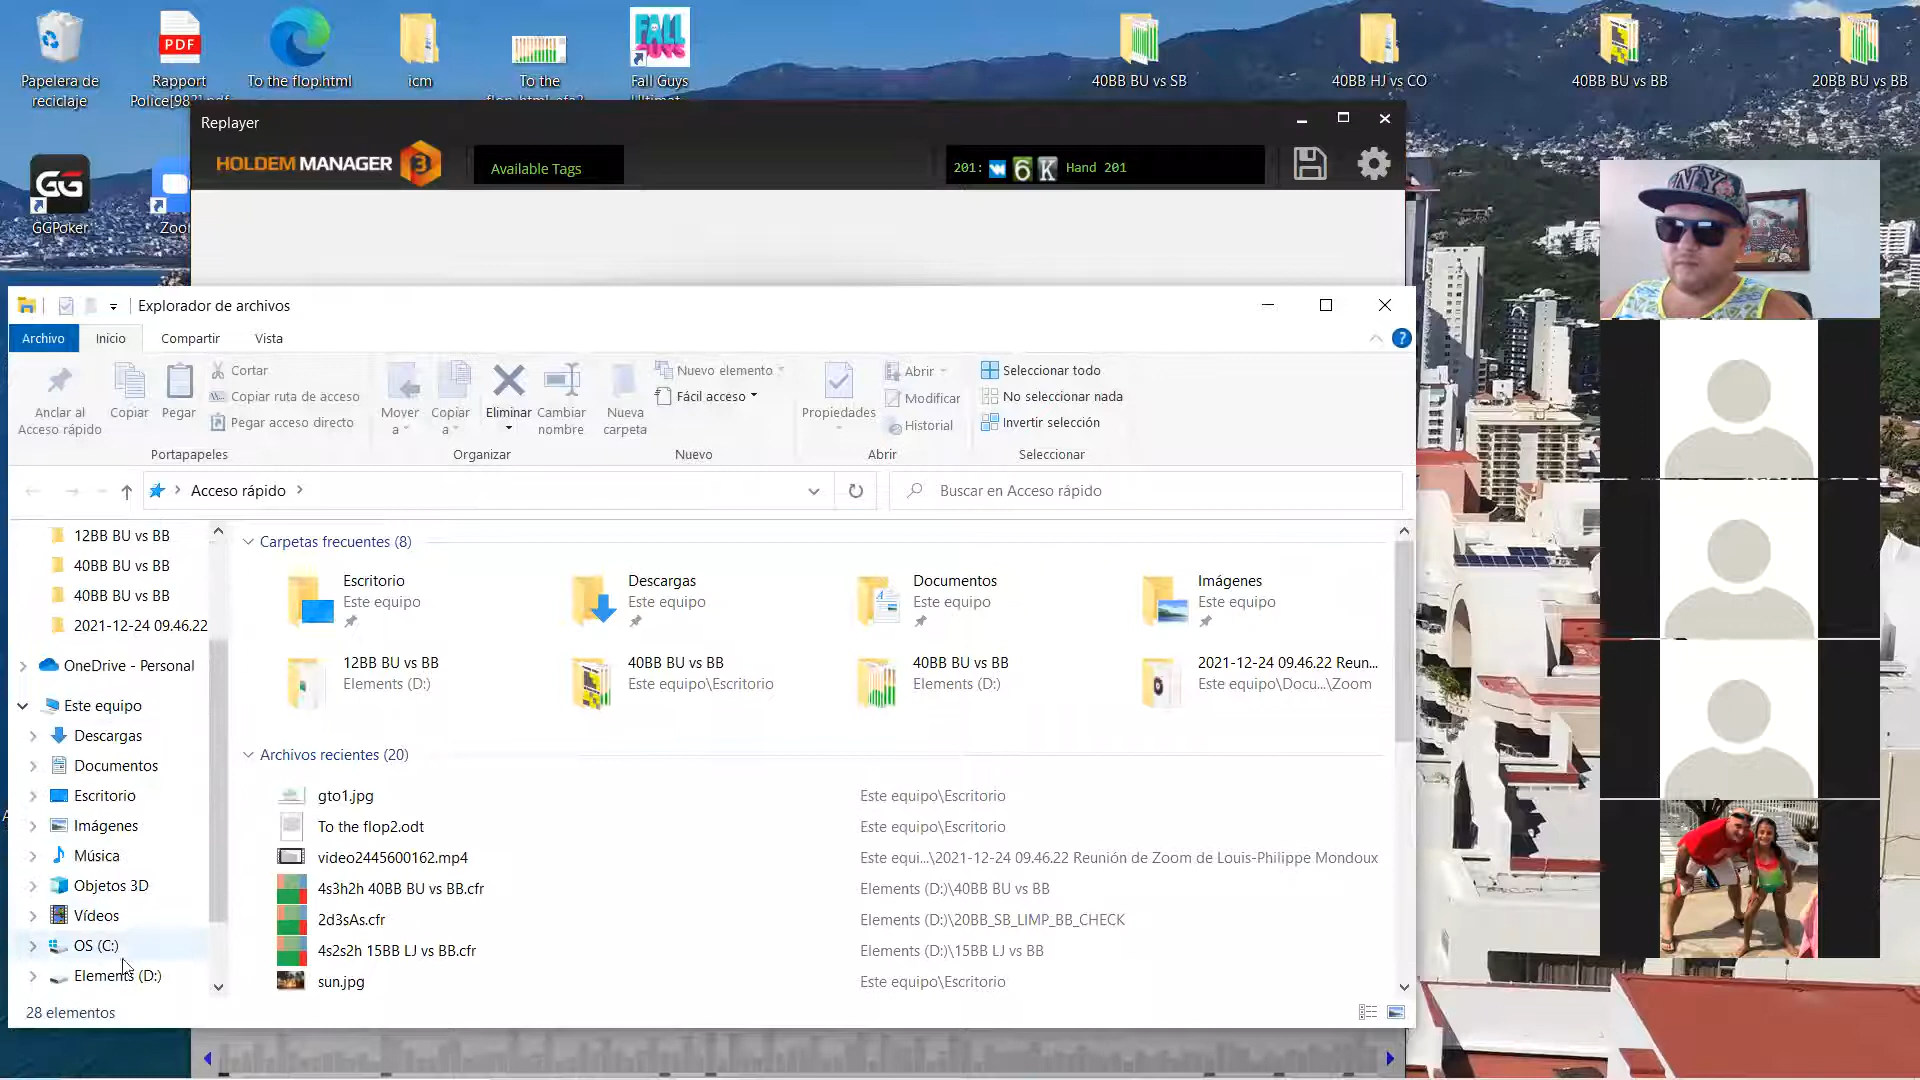 Papelera de
reciclaje
PDF
Rapport
To the flop.html
icm
To the
FALL
GUYS
Fall Guys
40BB BU vs SB
40BB HJ vs CO
40BB BU vs BB
20BB BU vs BB
Replayer
HOLDEM MANAGER 3
Available Tags
201: 6 K Hand 201
GG
GGPoker
NY
Explorador de archivos
Archivo
Inicio
Compartir
Vista
Anclar al
Acceso rápido
Copiar
Pegar
Cortar
Copiar ruta de acceso
Pegar acceso directo
Portapapeles
Mover
a
Copiar
a
Eliminar
Cambiar
nombre
Organizar
Nueva
carpeta
Nuevo elemento
Fácil acceso
Nuevo
Propiedades
Abrir
Modificar
Historial
Abrir
Seleccionar todo
No seleccionar nada
Invertir selección
Seleccionar
Acceso rápido
Buscar en Acceso rápido
12BB BU vs BB
40BB BU vs BB
40BB BU vs BB
2021-12-24 09.46.22
OneDrive - Personal
Este equipo
Descargas
Documentos
Escritorio
Imágenes
Música
Objetos 3D
Vídeos
OS (C:)
Elements (D:)
Carpetas frecuentes (8)
Escritorio
Este equipo
Descargas
Este equipo
Documentos
Este equipo
Imágenes
Este equipo
12BB BU vs BB
Elements (D:)
40BB BU vs BB
Este equipo\Escritorio
40BB BU vs BB
Elements (D:)
2021-12-24 09.46.22 Reun...
Este equipo\Docu...\Zoom
Archivos recientes (20)
gto1.jpg Este equipo\Escritorio
To the flop2.odt Este equipo\Escritorio
video2445600162.mp4 Este equi...\2021-12-24 09.46.22 Reunión de Zoom de Louis-Philippe Mondoux
4s3h2h 40BB BU vs BB.cfr Elements (D:)\40BB BU vs BB
2d3sAs.cfr Elements (D:)\20BB_SB_LIMP_BB_CHECK
4s2s2h 15BB LJ vs BB.cfr Elements (D:)\15BB LJ vs BB
sun.jpg Este equipo\Escritorio
28 elementos